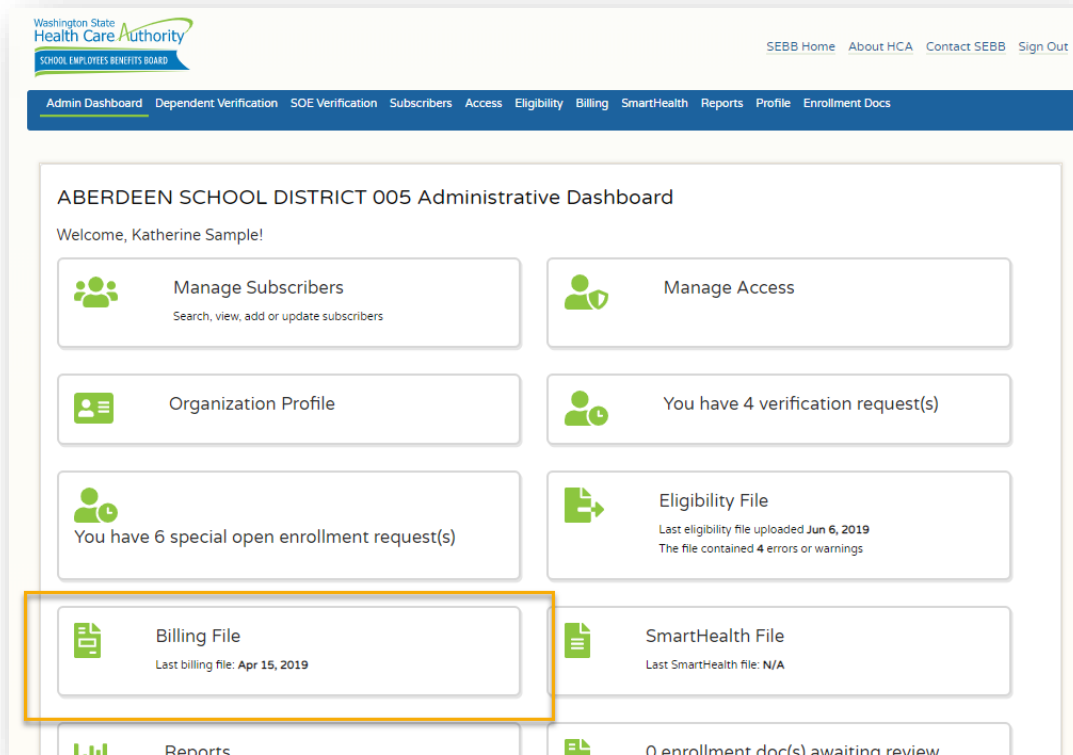 Washington State
Health Care Authority
SCHOOL EMPLOYEES BENEFITS BOARD
SEBB Home About HCA Contact SEBB Sign Out
Admin Dashboard Dependent Verification SOE Verification Subscribers Access Eligibility Billing SmartHealth Reports Profile Enrollment Docs
ABERDEEN SCHOOL DISTRICT 005 Administrative Dashboard
Welcome, Katherine Sample!
Manage Subscribers
Search, view, add or update subscribers
Manage Access
Organization Profile
You have 4 verification request(s)
You have 6 special open enrollment request(s)
Eligibility File
Last eligibility file uploaded Jun 6, 2019
The file contained 4 errors or warnings
Billing File
Last billing file: Apr 15, 2019
SmartHealth File
Last SmartHealth file: N/A
Reports
0 enrollment doc(s) awaiting review